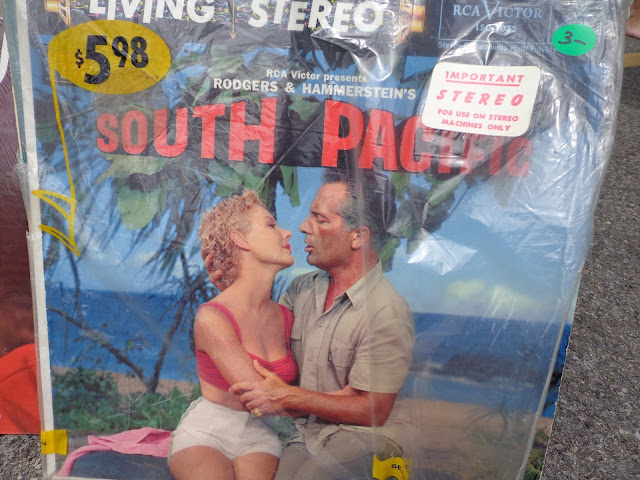 LIVING STEREO
RCA VICTOR
3-
$5.98
RCA Victor presents
RODGERS & HAMMERSTEIN'S
SOUTH PACIFIC
IMPORTANT
STEREO
FOR USE ON STEREO
MACHINES ONLY